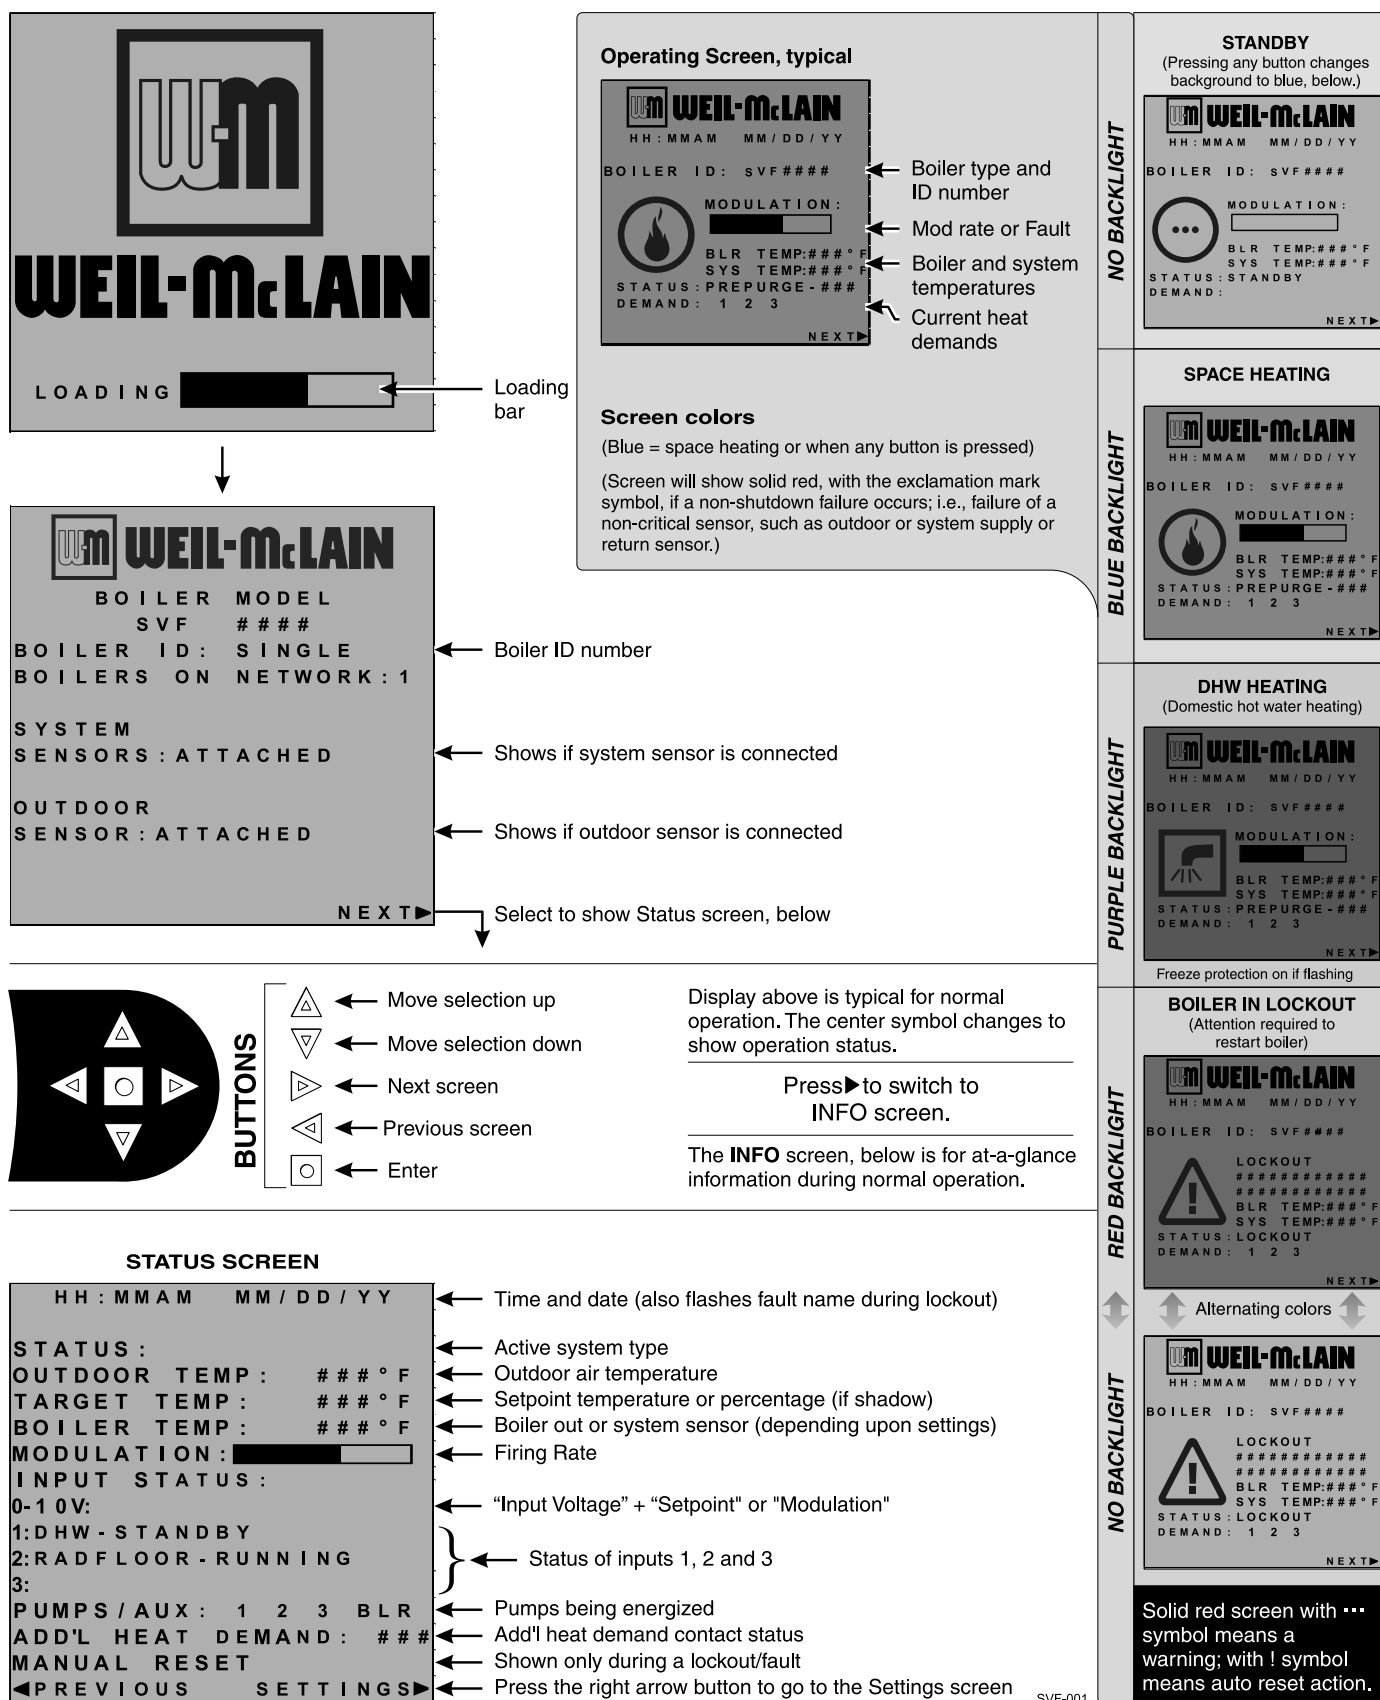 W-M
WEIL-McLAIN
LOADING
Loading
bar
W-M WEIL-McLAIN
BOILER MODEL
SVF ####
BOILER ID: SINGLE
BOILERS ON NETWORK:1
SYSTEM
SENSORS:ATTACHED
OUTDOOR
SENSOR:ATTACHED
NEXT▶
Boiler ID number
Shows if system sensor is connected
Shows if outdoor sensor is connected
Select to show Status screen, below
Operating Screen, typical
W-M WEIL-McLAIN
HH:MMAM MM/DD/YY
BOILER ID: SVF####
MODULATION:
BLR TEMP:###°F
SYS TEMP:###°F
STATUS:PREPURGE-###
DEMAND: 1 2 3
NEXT▶
Boiler type and
ID number
Mod rate or Fault
Boiler and system
temperatures
Current heat
demands
Screen colors
(Blue = space heating or when any button is pressed)
(Screen will show solid red, with the exclamation mark
symbol, if a non-shutdown failure occurs; i.e., failure of a
non-critical sensor, such as outdoor or system supply or
return sensor.)
BUTTONS
Move selection up
Move selection down
Next screen
Previous screen
Enter
Display above is typical for normal
operation. The center symbol changes to
show operation status.
Press▶to switch to
INFO screen.
The INFO screen, below is for at-a-glance
information during normal operation.
STATUS SCREEN
HH:MMAM MM/DD/YY
STATUS:
OUTDOOR TEMP: ###°F
TARGET TEMP: ###°F
BOILER TEMP: ###°F
MODULATION:
INPUT STATUS:
0-10V:
1:DHW-STANDBY
2:RADFLOOR-RUNNING
3:
PUMPS/AUX: 1 2 3 BLR
ADD'L HEAT DEMAND: ###
MANUAL RESET
◀PREVIOUS SETTINGS▶
Time and date (also flashes fault name during lockout)
Active system type
Outdoor air temperature
Setpoint temperature or percentage (if shadow)
Boiler out or system sensor (depending upon settings)
Firing Rate
“Input Voltage” + “Setpoint" or "Modulation"
Status of inputs 1, 2 and 3
Pumps being energized
Add'l heat demand contact status
Shown only during a lockout/fault
Press the right arrow button to go to the Settings screen
SVF-001
NO BACKLIGHT
STANDBY
(Pressing any button changes
background to blue, below.)
W-M WEIL-McLAIN
HH:MMAM MM/DD/YY
BOILER ID: SVF####
MODULATION:
BLR TEMP:###°F
SYS TEMP:###°F
STATUS:STANDBY
DEMAND:
NEXT▶
BLUE BACKLIGHT
SPACE HEATING
W-M WEIL-McLAIN
HH:MMAM MM/DD/YY
BOILER ID: SVF####
MODULATION:
BLR TEMP:###°F
SYS TEMP:###°F
STATUS:PREPURGE-###
DEMAND: 1 2 3
NEXT▶
PURPLE BACKLIGHT
DHW HEATING
(Domestic hot water heating)
W-M WEIL-McLAIN
HH:MMAM MM/DD/YY
BOILER ID: SVF####
MODULATION:
BLR TEMP:###°F
SYS TEMP:###°F
STATUS:PREPURGE-###
DEMAND: 1 2 3
NEXT▶
Freeze protection on if flashing
RED BACKLIGHT
BOILER IN LOCKOUT
(Attention required to
restart boiler)
W-M WEIL-McLAIN
HH:MMAM MM/DD/YY
BOILER ID: SVF####
LOCKOUT
############
############
BLR TEMP:###°F
SYS TEMP:###°F
STATUS:LOCKOUT
DEMAND: 1 2 3
NEXT▶
Alternating colors
NO BACKLIGHT
W-M WEIL-McLAIN
HH:MMAM MM/DD/YY
BOILER ID: SVF####
LOCKOUT
############
############
BLR TEMP:###°F
SYS TEMP:###°F
STATUS:LOCKOUT
DEMAND: 1 2 3
NEXT▶
Solid red screen with ···
symbol means a
warning; with ! symbol
means auto reset action.